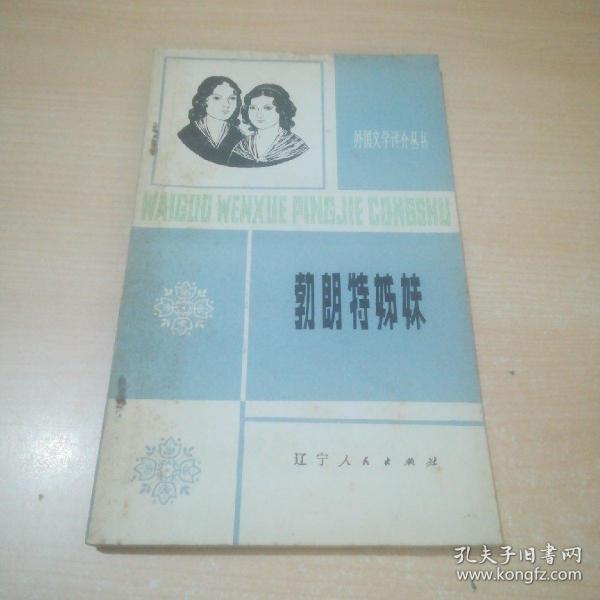 外国文学评介丛书
WAIGUO WENXUE PINGJIE CONGSHU
勃朗特姊妹
辽宁人民出版社
孔夫子旧书网
www.kongfz.com